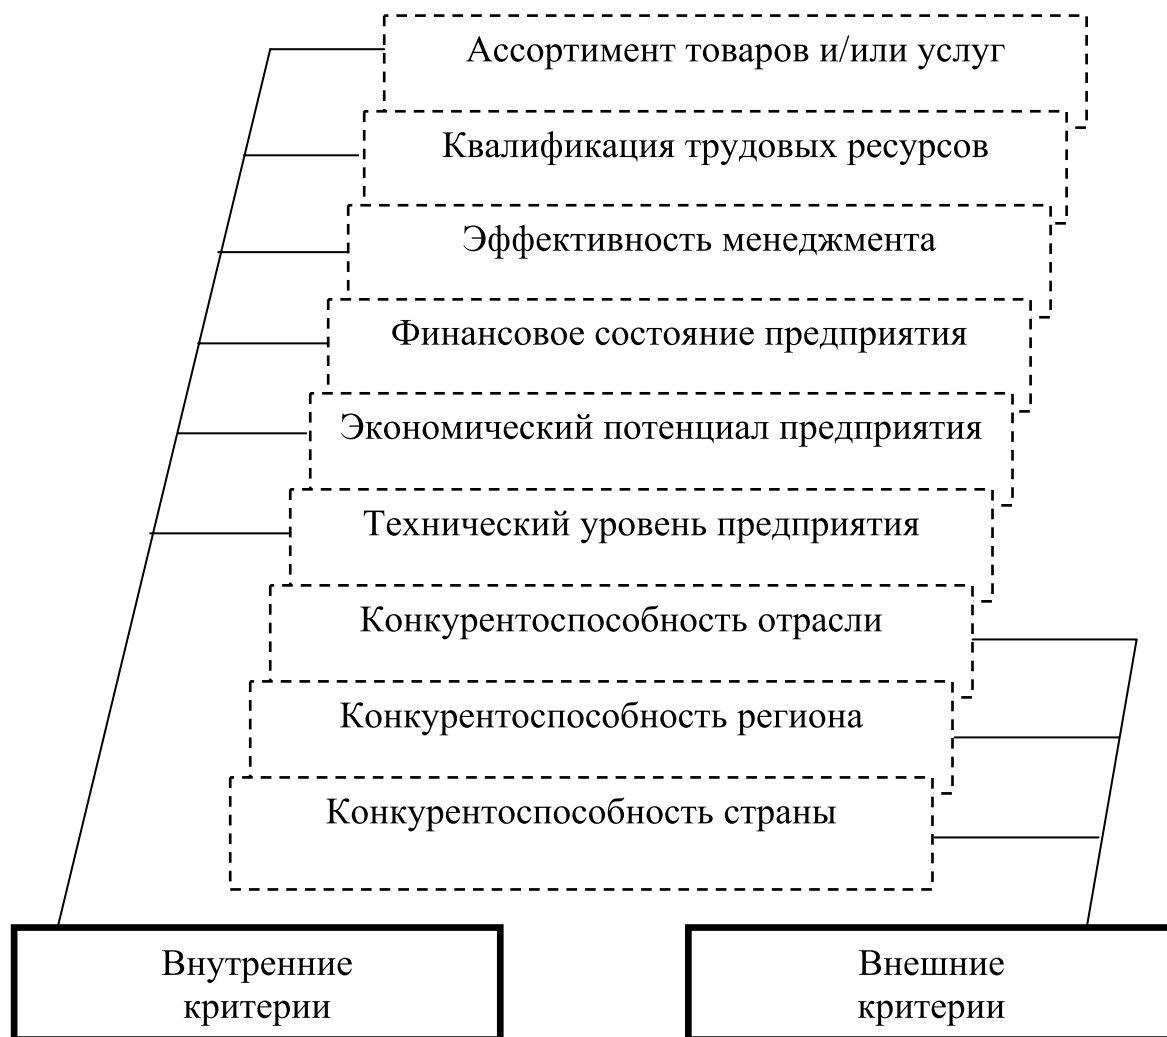 Ассортимент товаров и/или услуг
Квалификация трудовых ресурсов
Эффективность менеджмента
Финансовое состояние предприятия
Экономический потенциал предприятия
Технический уровень предприятия
Конкурентоспособность отрасли
Конкурентоспособность региона
Конкурентоспособность страны
Внутренние
критерии
Внешние
критерии